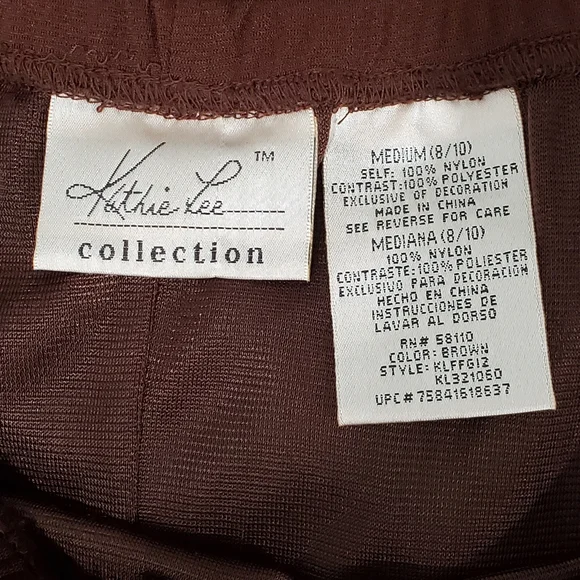 Kathie Lee ™
collection
MEDIUM (8/10)
SELF: 100% NYLON
CONTRAST: 100% POLYESTER
EXCLUSIVE OF DECORATION
MADE IN CHINA
SEE REVERSE FOR CARE
MEDIANA (8/10)
100% NYLON
CONTRASTE: 100% POLIESTER
EXCLUSIVO PARA DECORACION
HECHO EN CHINA
INSTRUCCIONES DE
LAVAR AL DORSO
RN# 58110
COLOR: BROWN
STYLE: KLFFG12
KL321060
UPC# 75841618637